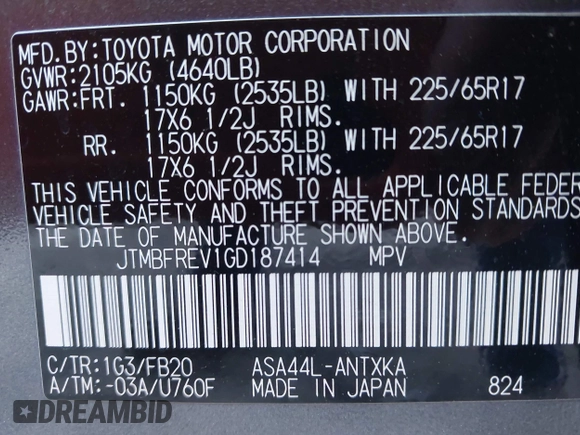 MFD.BY:TOYOTA MOTOR CORPORATION
GVWR:2105KG (4640LB)
GAWR:FRT. 1150KG (2535LB) WITH 225/65R17
17X6 1/2J RIMS.
RR. 1150KG (2535LB) WITH 225/65R17
17X6 1/2J RIMS.
THIS VEHICLE CONFORMS TO ALL APPLICABLE FEDER
VEHICLE SAFETY AND THEFT PREVENTION STANDARDS
THE DATE OF MANUFACTURE SHOWN ABOVE.
JTMBFREV1GD187414 MPV
C/TR:1G3/FB20 ASA44L-ANTXKA
A/TM:-03A/U760F MADE IN JAPAN 824
DREAMBID